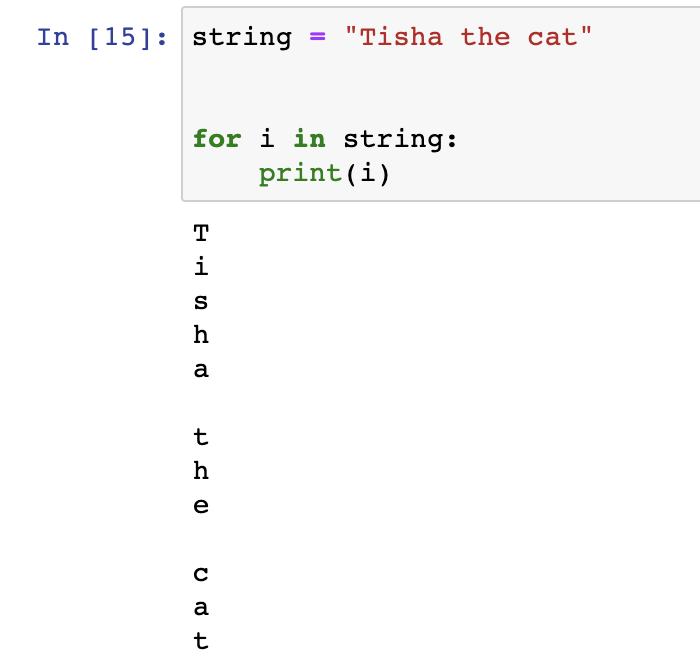 In [15]: string = "Tisha the cat"
for i in string:
    print(i)
T
i
s
h
a
t
h
e
c
a
t